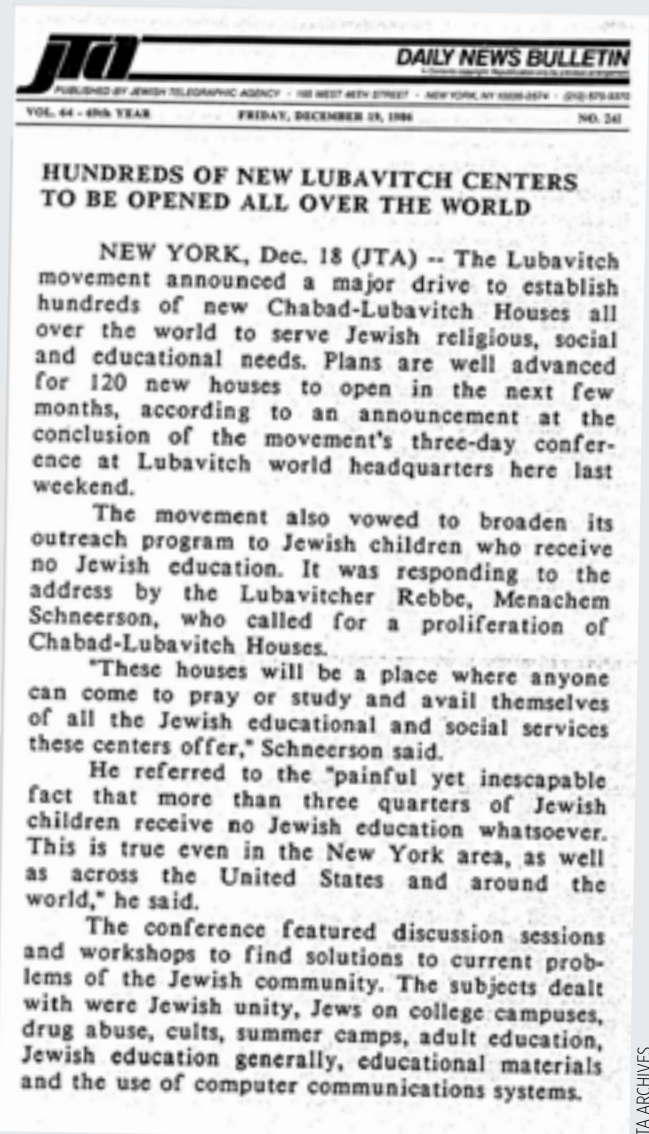 JTA
DAILY NEWS BULLETIN
PUBLISHED BY JEWISH TELEGRAPHIC AGENCY · 165 WEST 46TH STREET · NEW YORK, NY 10036-2574 ·
VOL. 64 - 69th YEAR FRIDAY, DECEMBER 19, 1986 NO. 241
HUNDREDS OF NEW LUBAVITCH CENTERS
TO BE OPENED ALL OVER THE WORLD
NEW YORK, Dec. 18 (JTA) -- The Lubavitch
movement announced a major drive to establish
hundreds of new Chabad-Lubavitch Houses all
over the world to serve Jewish religious, social
and educational needs. Plans are well advanced
for 120 new houses to open in the next few
months, according to an announcement at the
conclusion of the movement's three-day confer-
ence at Lubavitch world headquarters here last
weekend.
The movement also vowed to broaden its
outreach program to Jewish children who receive
no Jewish education. It was responding to the
address by the Lubavitcher Rebbe, Menachem
Schneerson, who called for a proliferation of
Chabad-Lubavitch Houses.
"These houses will be a place where anyone
can come to pray or study and avail themselves
of all the Jewish educational and social services
these centers offer," Schneerson said.
He referred to the "painful yet inescapable
fact that more than three quarters of Jewish
children receive no Jewish education whatsoever.
This is true even in the New York area, as well
as across the United States and around the
world," he said.
The conference featured discussion sessions
and workshops to find solutions to current prob-
lems of the Jewish community. The subjects dealt
with were Jewish unity, Jews on college campuses,
drug abuse, cults, summer camps, adult education,
Jewish education generally, educational materials
and the use of computer communications systems.
TA ARCHIVES